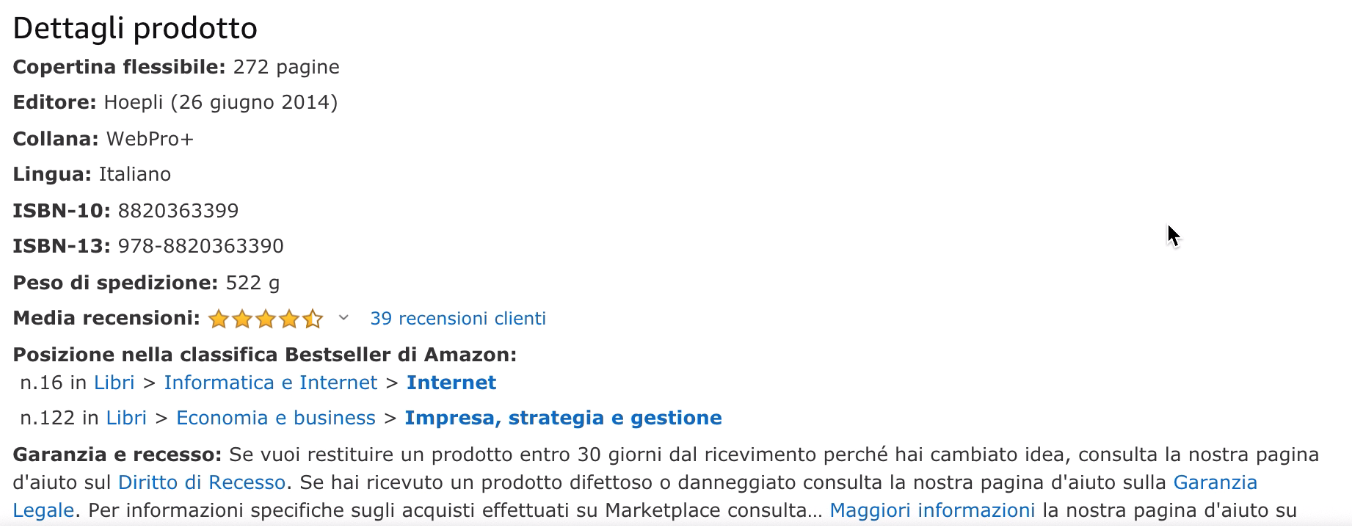 Dettagli prodotto
Copertina flessibile: 272 pagine
Editore: Hoepli (26 giugno 2014)
Collana: WebPro+
Lingua: Italiano
ISBN-10: 8820363399
ISBN-13: 978-8820363390
Peso di spedizione: 522 g
Media recensioni: 39 recensioni clienti
Posizione nella classifica Bestseller di Amazon:
n.16 in Libri > Informatica e Internet > Internet
n.122 in Libri > Economia e business > Impresa, strategia e gestione
Garanzia e recesso: Se vuoi restituire un prodotto entro 30 giorni dal ricevimento perché hai cambiato idea, consulta la nostra pagina
d'aiuto sul Diritto di Recesso. Se hai ricevuto un prodotto difettoso o danneggiato consulta la nostra pagina d'aiuto sulla Garanzia
Legale. Per informazioni specifiche sugli acquisti effettuati su Marketplace consulta... Maggiori informazioni la nostra pagina d'aiuto su